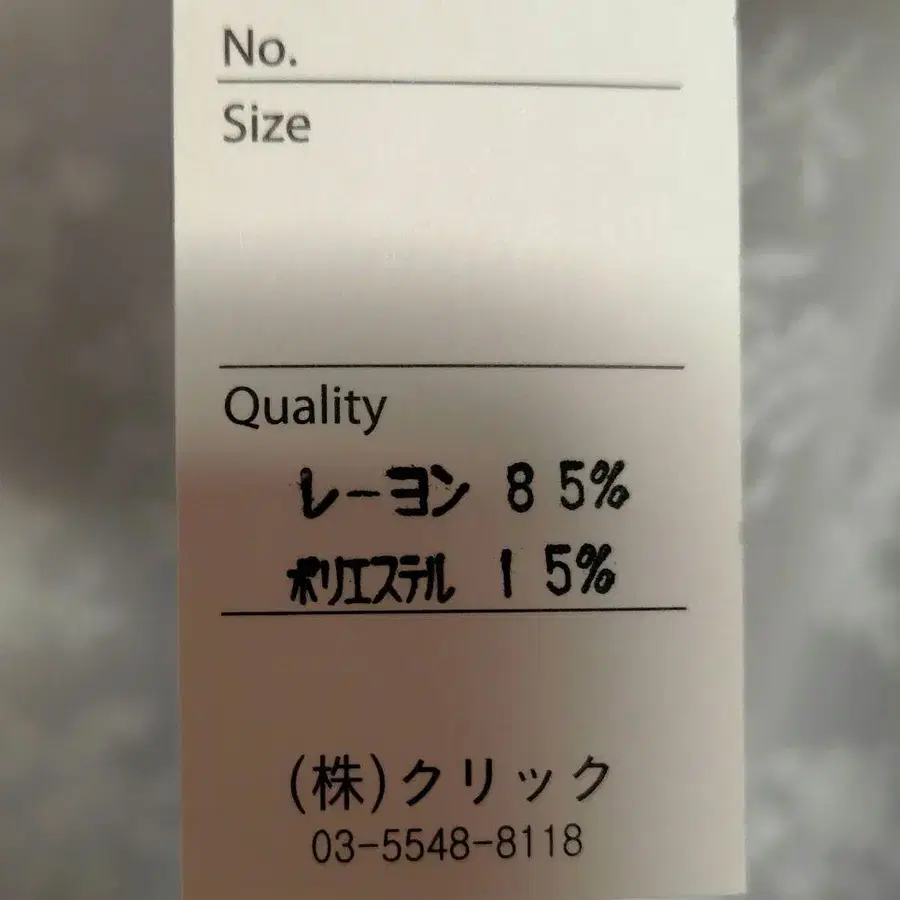 No.
Size
Quality
レーヨン 85%
ポリエステル 15%
(株)クリック
03-5548-8118